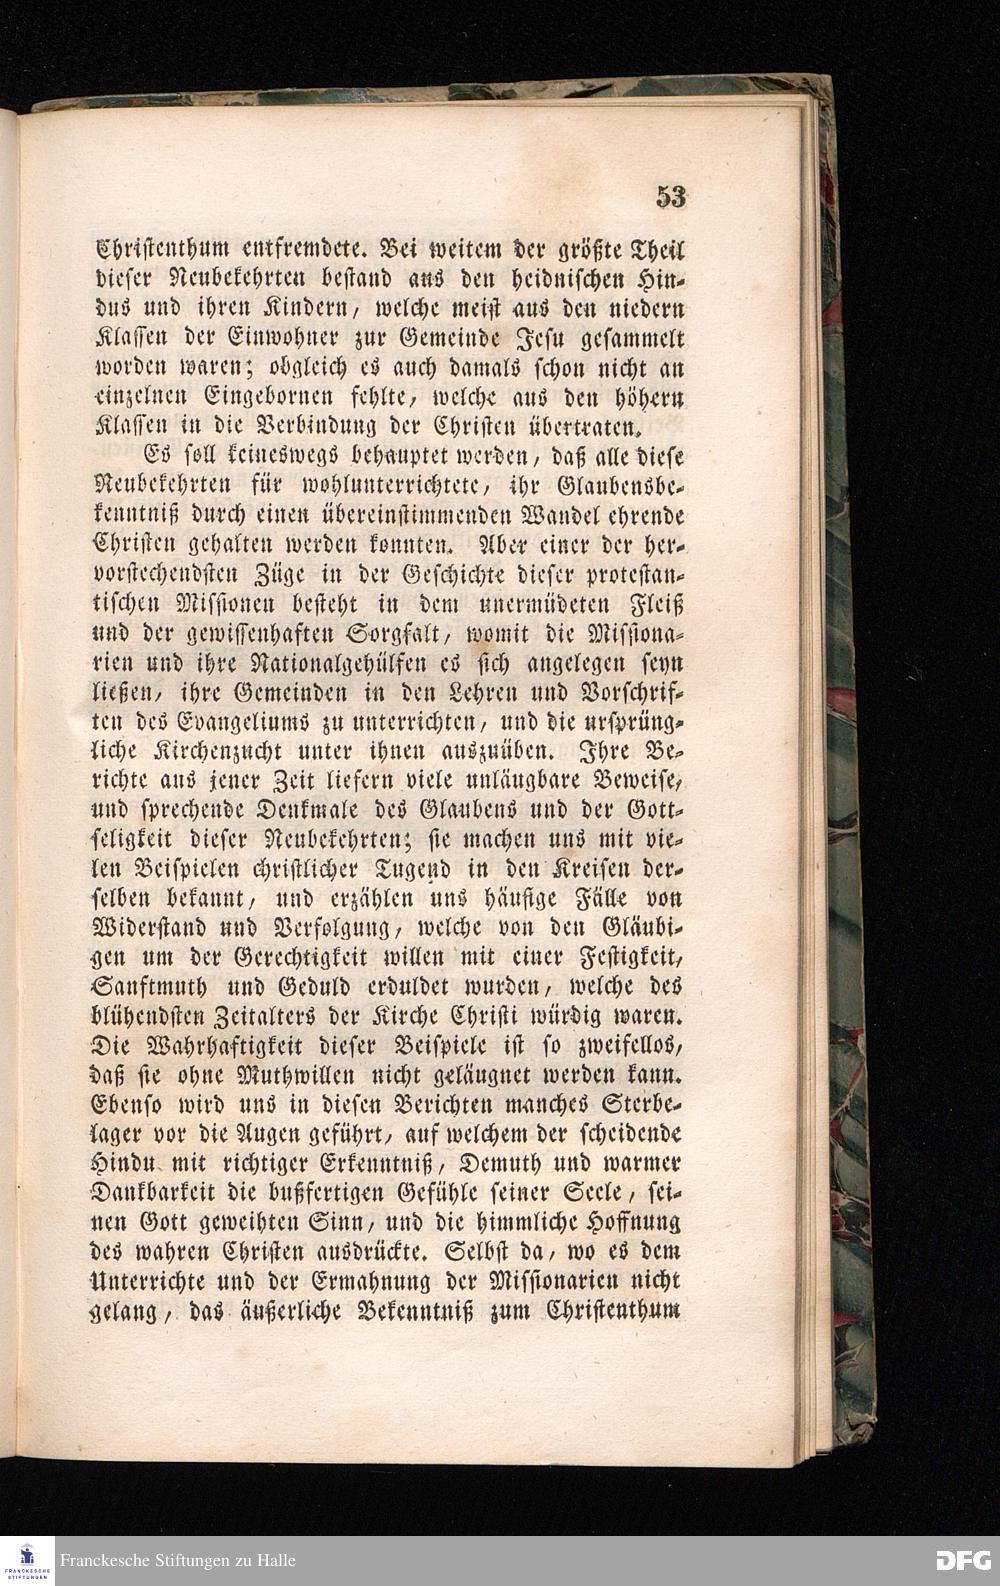 53
Christenthum entfremdete. Bei weitem der größte Theil
dieser Neubekehrten bestand aus den heidnischen Hin-
dus und ihren Kindern, welche meist aus den niedern
Klassen der Einwohner zur Gemeinde Jesu gesammelt
worden waren; obgleich es auch damals schon nicht an
einzelnen Eingebornen fehlte, welche aus den höhern
Klassen in die Verbindung der Christen übertraten.
Es soll keineswegs behauptet werden, daß alle diese
Neubekehrten für wohlunterrichtete, ihr Glaubensbe-
kenntniß durch einen übereinstimmenden Wandel ehrende
Christen gehalten werden konnten. Aber einer der her-
vorstechendsten Züge in der Geschichte dieser protestan-
tischen Missionen besteht in dem unermüdeten Fleiß
und der gewissenhaften Sorgfalt, womit die Missiona-
rien und ihre Nationalgehülfen es sich angelegen seyn
ließen, ihre Gemeinden in den Lehren und Vorschrif-
ten des Evangeliums zu unterrichten, und die ursprüng-
liche Kirchenzucht unter ihnen auszuüben. Ihre Be-
richte aus jener Zeit liefern viele unläugbare Beweise,
und sprechende Denkmale des Glaubens und der Gott-
seligkeit dieser Neubekehrten; sie machen uns mit vie-
len Beispielen christlicher Tugend in den Kreisen der-
selben bekannt, und erzählen uns häufige Fälle von
Widerstand und Verfolgung, welche von den Gläubi-
gen um der Gerechtigkeit willen mit einer Festigkeit,
Sanftmuth und Geduld erduldet wurden, welche des
blühendsten Zeitalters der Kirche Christi würdig waren.
Die Wahrhaftigkeit dieser Beispiele ist so zweifellos,
daß sie ohne Muthwillen nicht geläugnet werden kann.
Ebenso wird uns in diesen Berichten manches Sterbe-
lager vor die Augen geführt, auf welchem der scheidende
Hindu mit richtiger Erkenntniß, Demuth und warmer
Dankbarkeit die bußfertigen Gefühle seiner Seele, sei-
nen Gott geweihten Sinn, und die himmliche Hoffnung
des wahren Christen ausdrückte. Selbst da, wo es dem
Unterrichte und der Ermahnung der Missionarien nicht
gelang, das äußerliche Bekenntniß zum Christenthum
FRANCKESCHE
STIFTUNGEN
Franckesche Stiftungen zu Halle
DFG